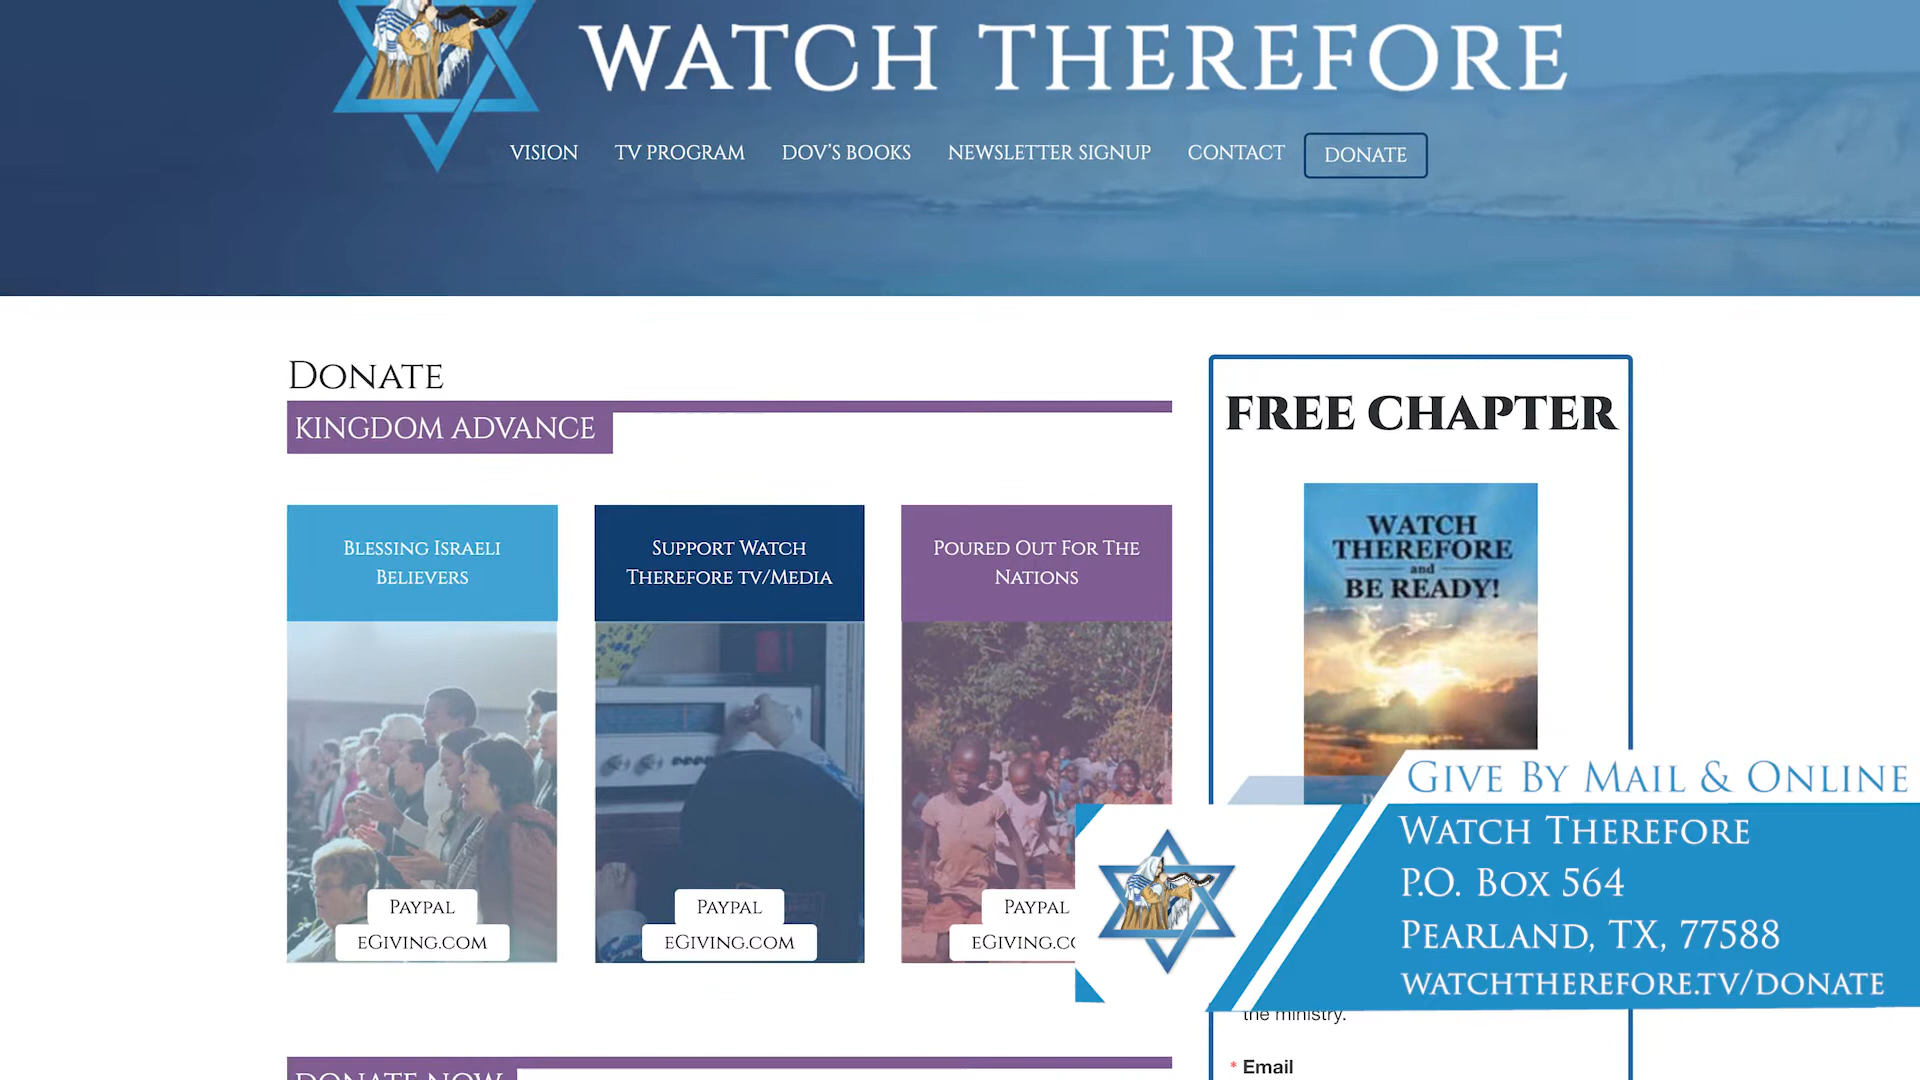 WATCH THEREFORE
VISION
TV PROGRAM
DOV'S BOOKS
NEWSLETTER SIGNUP
CONTACT
DONATE
Donate
KINGDOM ADVANCE
Blessing Israeli
Believers
Paypal
eGiving.com
Support Watch
Therefore tv/Media
Paypal
eGiving.com
Poured Out For The
Nations
Paypal
FREE CHAPTER
WATCH
THEREFORE
and
BE READY!
the ministry.
* Email
DONATE NOW
Give By Mail & Online
Watch Therefore
P.O. Box 564
Pearland, TX, 77588
watchtherefore.tv/donate